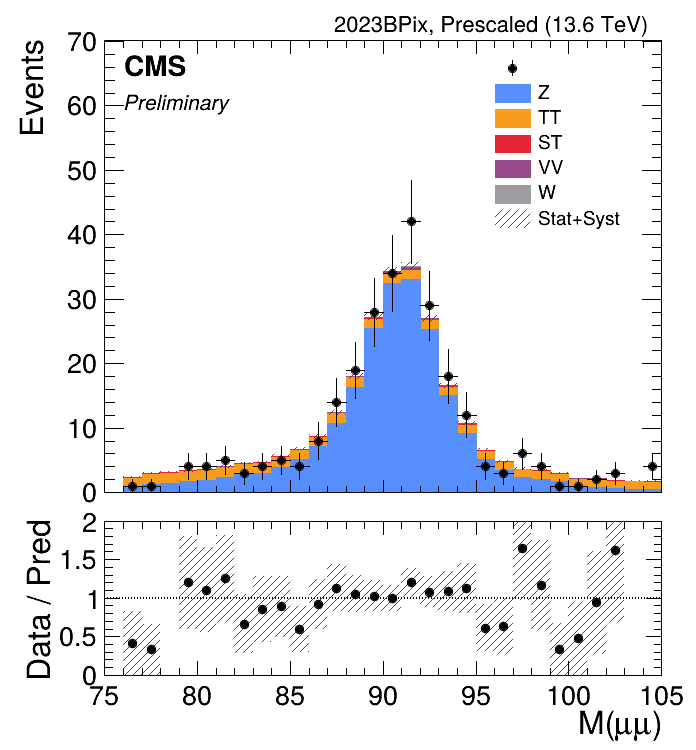 2023BPix, Prescaled (13.6 TeV)
CMS
Preliminary
Events
70
60
50
40
30
20
10
0
Z
TT
ST
VV
W
Stat+Syst
Data / Pred
2
1.5
1
0.5
0
75
80
85
90
95
100
105
M(μμ)